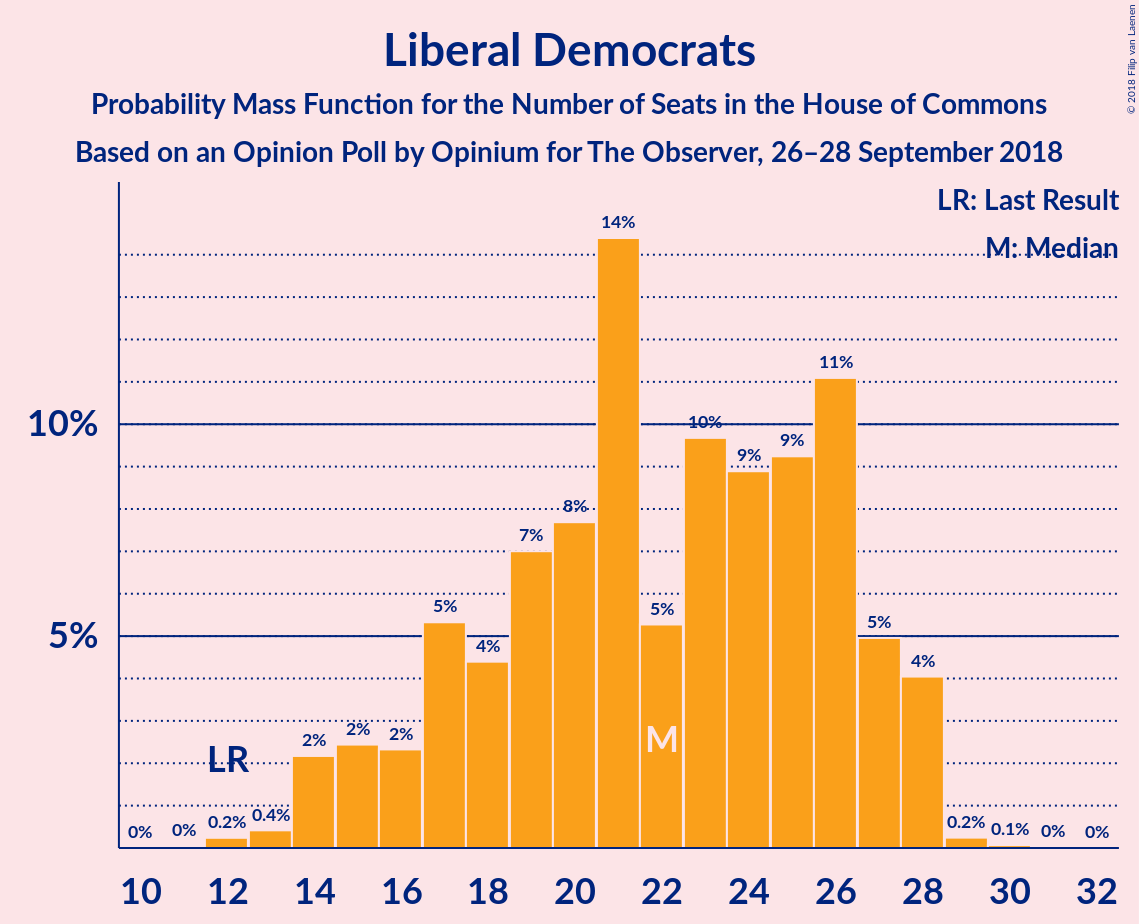 Liberal Democrats
Probability Mass Function for the Number of Seats in the House of Commons
Based on an Opinion Poll by Opinium for The Observer, 26–28 September 2018
© 2018 Filip van Laenen
LR: Last Result
M: Median
14%
11%
10%
10%
9%
9%
8%
7%
5%
5%
5%
5%
4%
4%
2%
2%
2%
LR
M
0%
0%
0.2%
0.4%
0.2%
0.1%
0%
0%
10 12 14 16 18 20 22 24 26 28 30 32